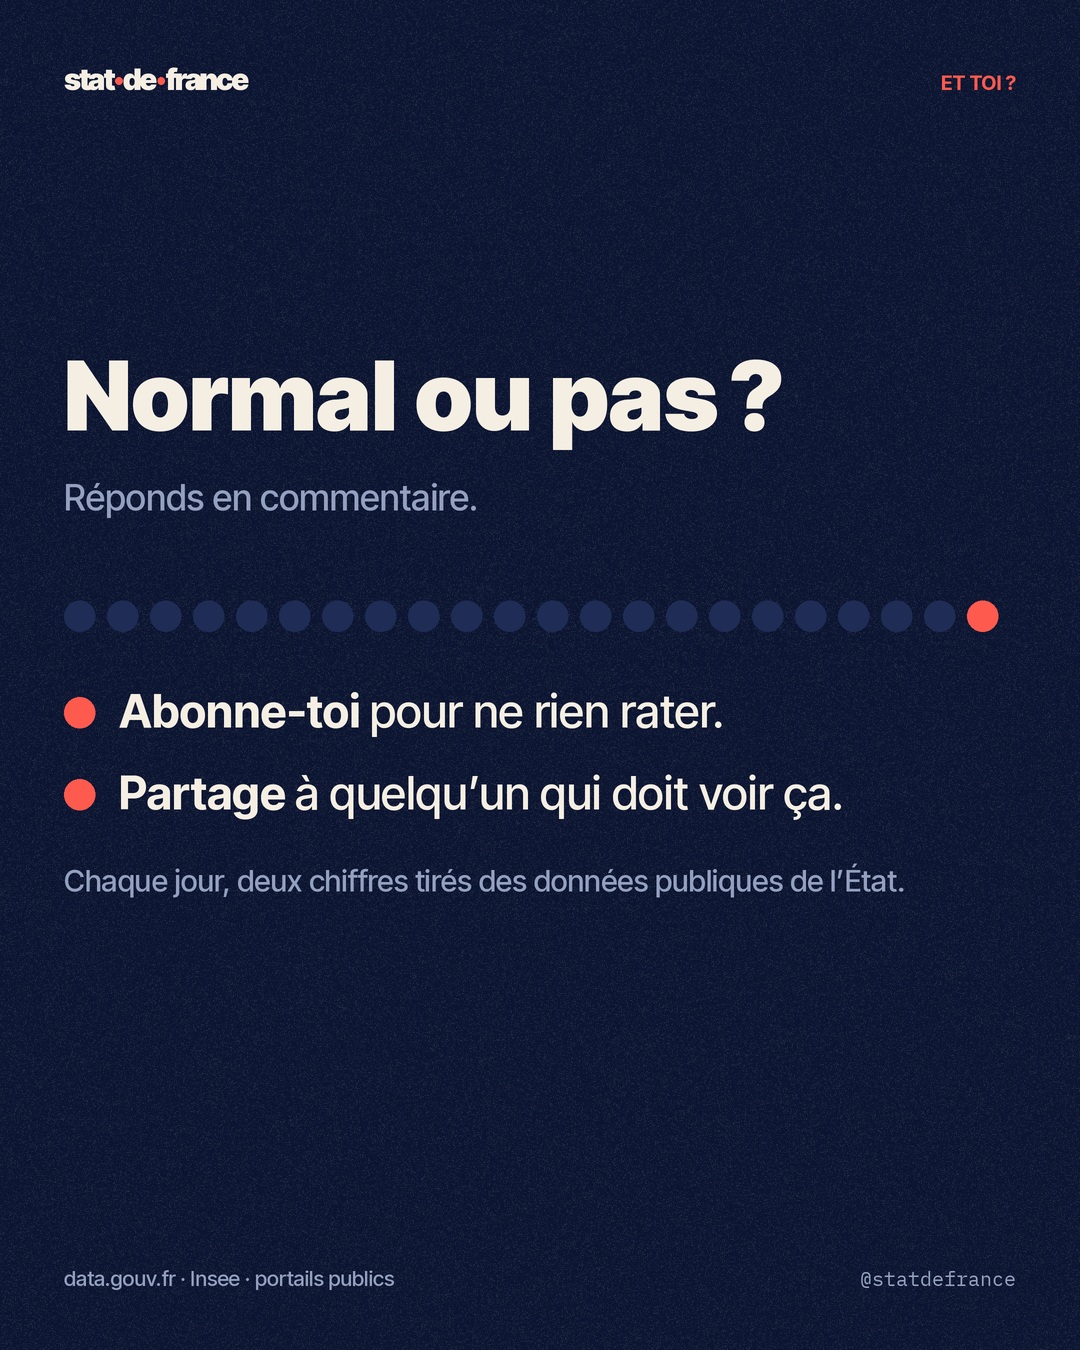 stat•de•france
ET TOI ?
Normal ou pas ?
Réponds en commentaire.
Abonne-toi pour ne rien rater.
Partage à quelqu’un qui doit voir ça.
Chaque jour, deux chiffres tirés des données publiques de l’État.
data.gouv.fr · Insee · portails publics
@statdefrance